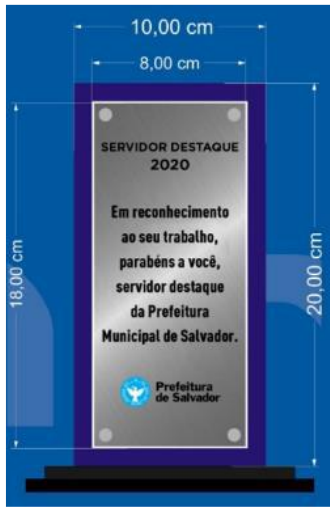 10,00 cm
8,00 cm
18,00 cm
20,00 cm
SERVIDOR DESTAQUE
2020
Em reconhecimento
ao seu trabalho,
parabéns a você,
servidor destaque
da Prefeitura
Municipal de Salvador.
Prefeitura
de Salvador